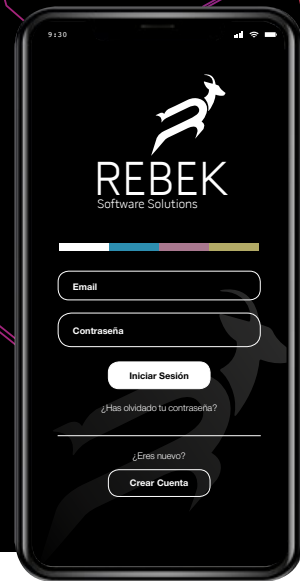 9:30
REBEK
Software Solutions
Email
Contraseña
Iniciar Sesión
¿Has olvidado tu contraseña?
¿Eres nuevo?
Crear Cuenta